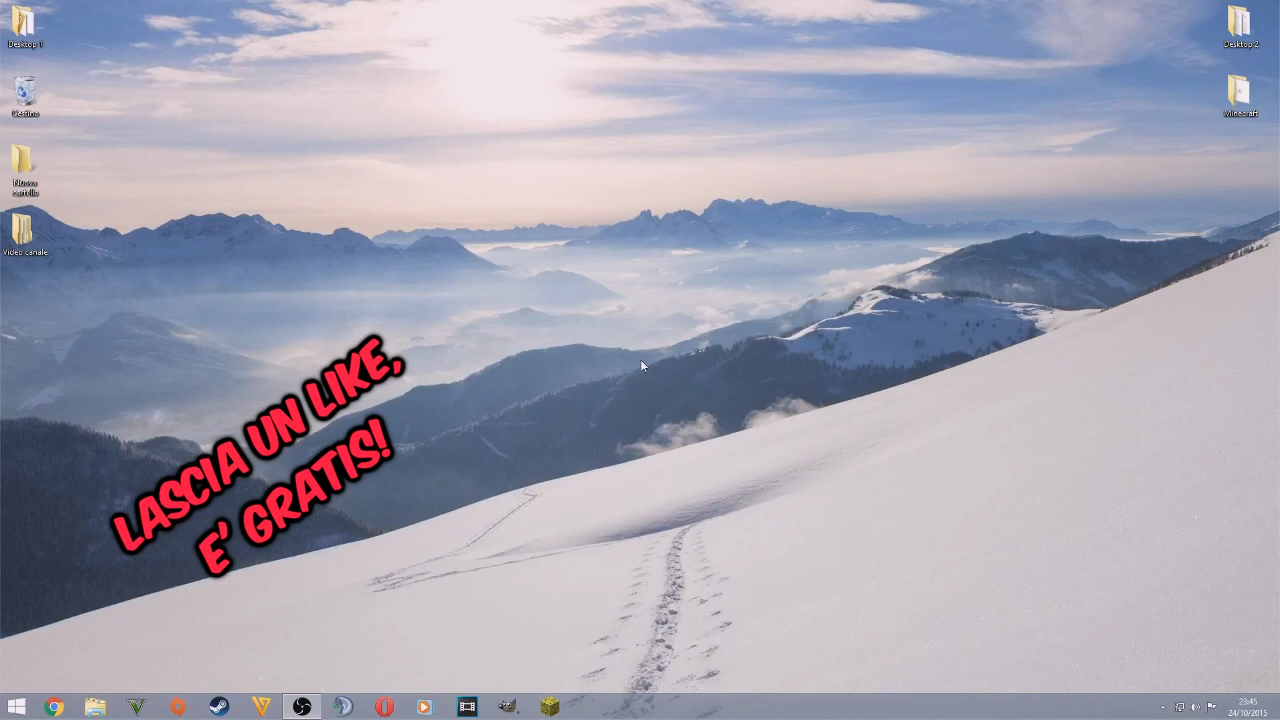 Desktop 1
Cestino
Nuova
cartella
Video canale
Desktop 2
Minecraft
LASCIA UN LIKE,
E' GRATIS!
23:45
24/10/2015